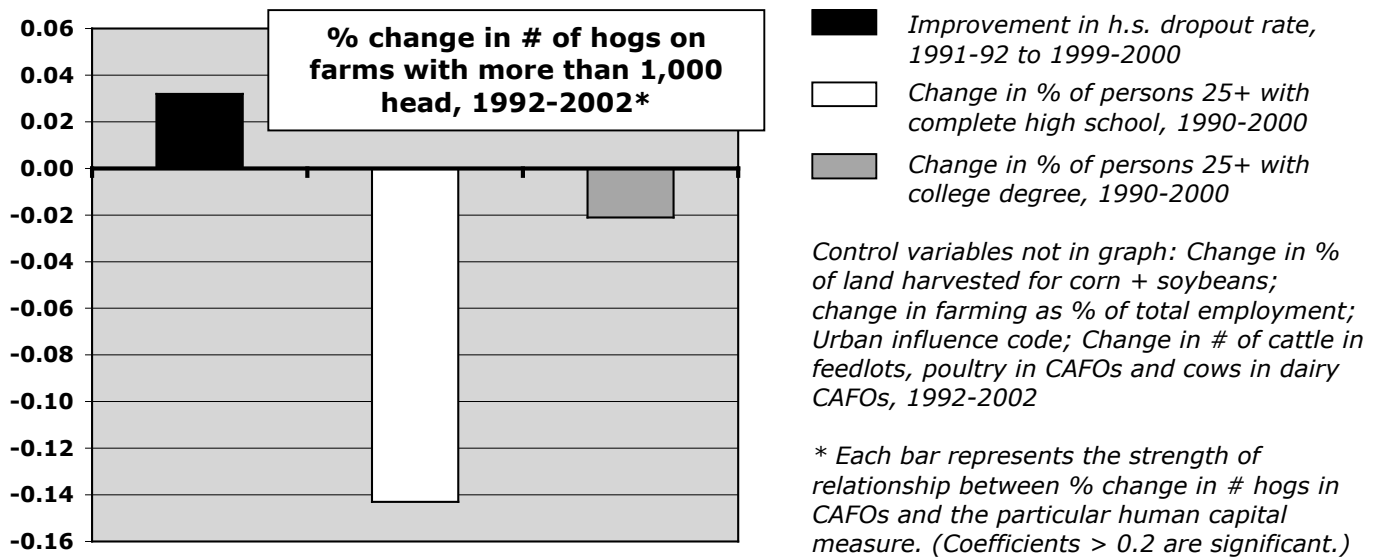 % change in # of hogs on
farms with more than 1,000
head, 1992-2002*
0.06
0.04
0.02
0.00
-0.02
-0.04
-0.06
-0.08
-0.10
-0.12
-0.14
-0.16
Improvement in h.s. dropout rate,
1991-92 to 1999-2000
Change in % of persons 25+ with
complete high school, 1990-2000
Change in % of persons 25+ with
college degree, 1990-2000
Control variables not in graph: Change in %
of land harvested for corn + soybeans;
change in farming as % of total employment;
Urban influence code; Change in # of cattle in
feedlots, poultry in CAFOs and cows in dairy
CAFOs, 1992-2002
* Each bar represents the strength of
relationship between % change in # hogs in
CAFOs and the particular human capital
measure. (Coefficients > 0.2 are significant.)